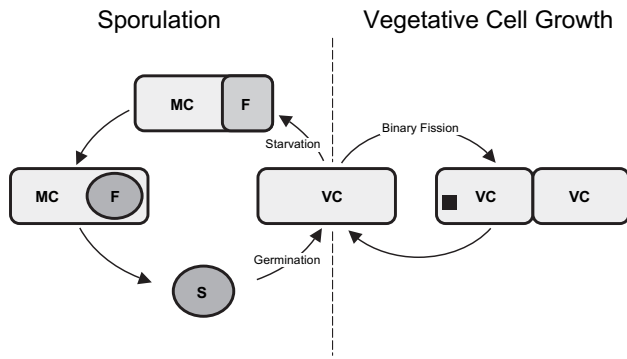 Sporulation
Vegetative Cell Growth
MC
F
Starvation
Binary Fission
MC
F
VC
VC
VC
Germination
S